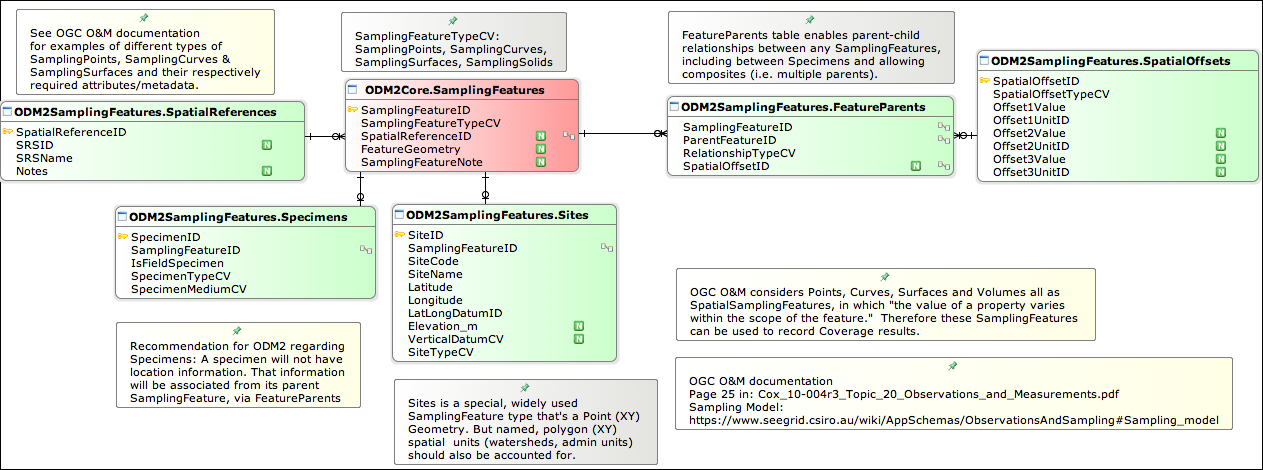 See OGC O&M documentation
for examples of different types of
SamplingPoints, SamplingCurves &
SamplingSurfaces and their respectively
required attributes/metadata.
SamplingFeatureTypeCV:
SamplingPoints, SamplingCurves,
SamplingSurfaces, SamplingSolids
FeatureParents table enables parent-child
relationships between any SamplingFeatures,
including between Specimens and allowing
composites (i.e. multiple parents).
ODM2SamplingFeatures.SpatialReferences
SpatialReferenceID
SRSID N
SRSName
Notes N
ODM2Core.SamplingFeatures
SamplingFeatureID
SamplingFeatureTypeCV
SpatialReferenceID N
FeatureGeometry N
SamplingFeatureNote N
ODM2SamplingFeatures.FeatureParents
SamplingFeatureID
ParentFeatureID
RelationshipTypeCV
SpatialOffsetID N
ODM2SamplingFeatures.SpatialOffsets
SpatialOffsetID
SpatialOffsetTypeCV
Offset1Value
Offset1UnitID
Offset2Value N
Offset2UnitID N
Offset3Value N
Offset3UnitID N
ODM2SamplingFeatures.Specimens
SpecimenID
SamplingFeatureID
IsFieldSpecimen
SpecimenTypeCV
SpecimenMediumCV
ODM2SamplingFeatures.Sites
SiteID
SamplingFeatureID
SiteCode
SiteName
Latitude
Longitude
LatLongDatumID
Elevation_m N
VerticalDatumCV N
SiteTypeCV
OGC O&M considers Points, Curves, Surfaces and Volumes all as
SpatialSamplingFeatures, in which "the value of a property varies
within the scope of the feature."  Therefore these SamplingFeatures
can be used to record Coverage results.
Recommendation for ODM2 regarding
Specimens: A specimen will not have
location information. That information
will be associated from its parent
SamplingFeature, via FeatureParents
Sites is a special, widely used
SamplingFeature type that's a Point (XY)
Geometry. But named, polygon (XY)
spatial  units (watersheds, admin units)
should also be accounted for.
OGC O&M documentation
Page 25 in: Cox_10-004r3_Topic_20_Observations_and_Measurements.pdf
Sampling Model:
https://www.seegrid.csiro.au/wiki/AppSchemas/ObservationsAndSampling#Sampling_model